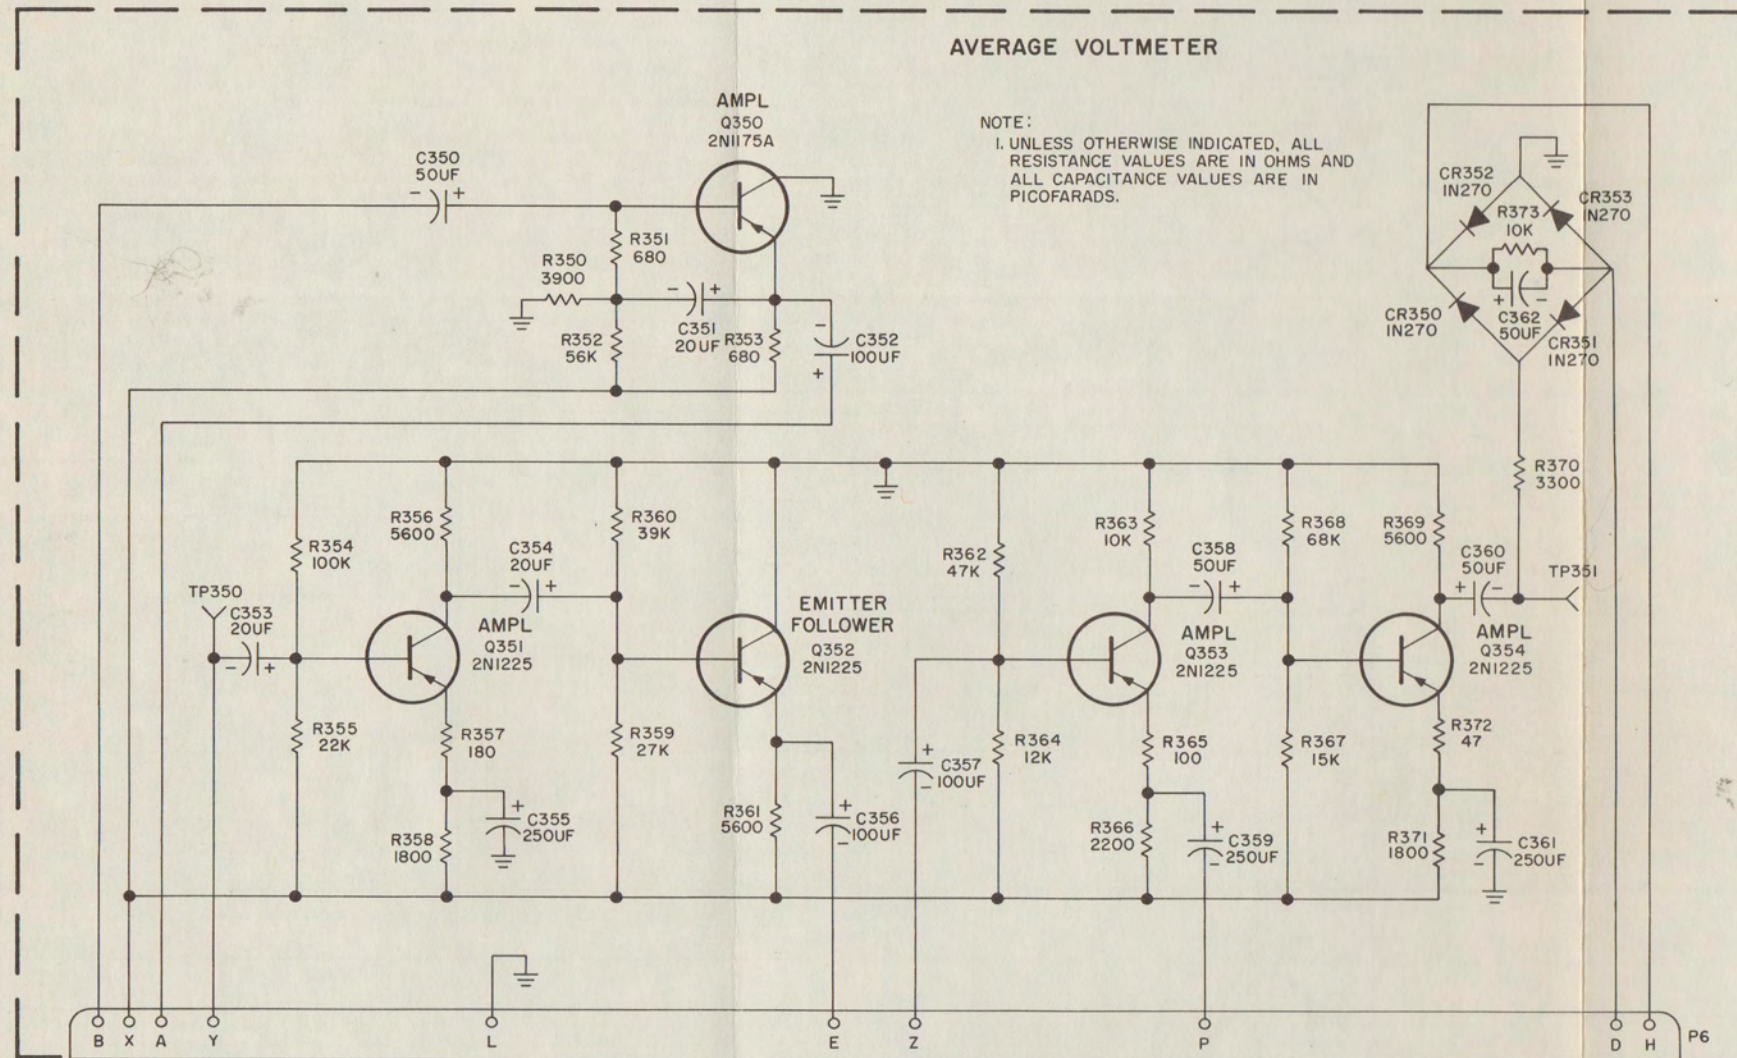 AVERAGE VOLTMETER
NOTE:
1. UNLESS OTHERWISE INDICATED, ALL
RESISTANCE VALUES ARE IN OHMS AND
ALL CAPACITANCE VALUES ARE IN
PICOFARADS.
AMPL
Q350
2N1175A
C350
50UF
- +
R351
680
R350
3900
- +
C351
20UF
R352
56K
R353
680
-
C352
100UF
+
CR352
IN270
CR353
IN270
R373
10K
CR350
IN270
+ -
C362
50UF
CR351
IN270
R370
3300
R354
100K
R356
5600
C354
20UF
- +
R360
39K
TP350
C353
20UF
- +
AMPL
Q351
2N1225
EMITTER
FOLLOWER
Q352
2N1225
R355
22K
R357
180
R359
27K
R358
1800
+
C355
250UF
R361
5600
+
C356
100UF
-
R362
47K
R363
10K
C358
50UF
- +
R368
68K
R369
5600
C360
50UF
+ -
TP351
AMPL
Q353
2N1225
AMPL
Q354
2N1225
+
C357
100UF
-
R364
12K
R365
100
R367
15K
R372
47
R366
2200
+
C359
250UF
-
R371
1800
+
C361
250UF
-
B X A Y L E Z P D H P6